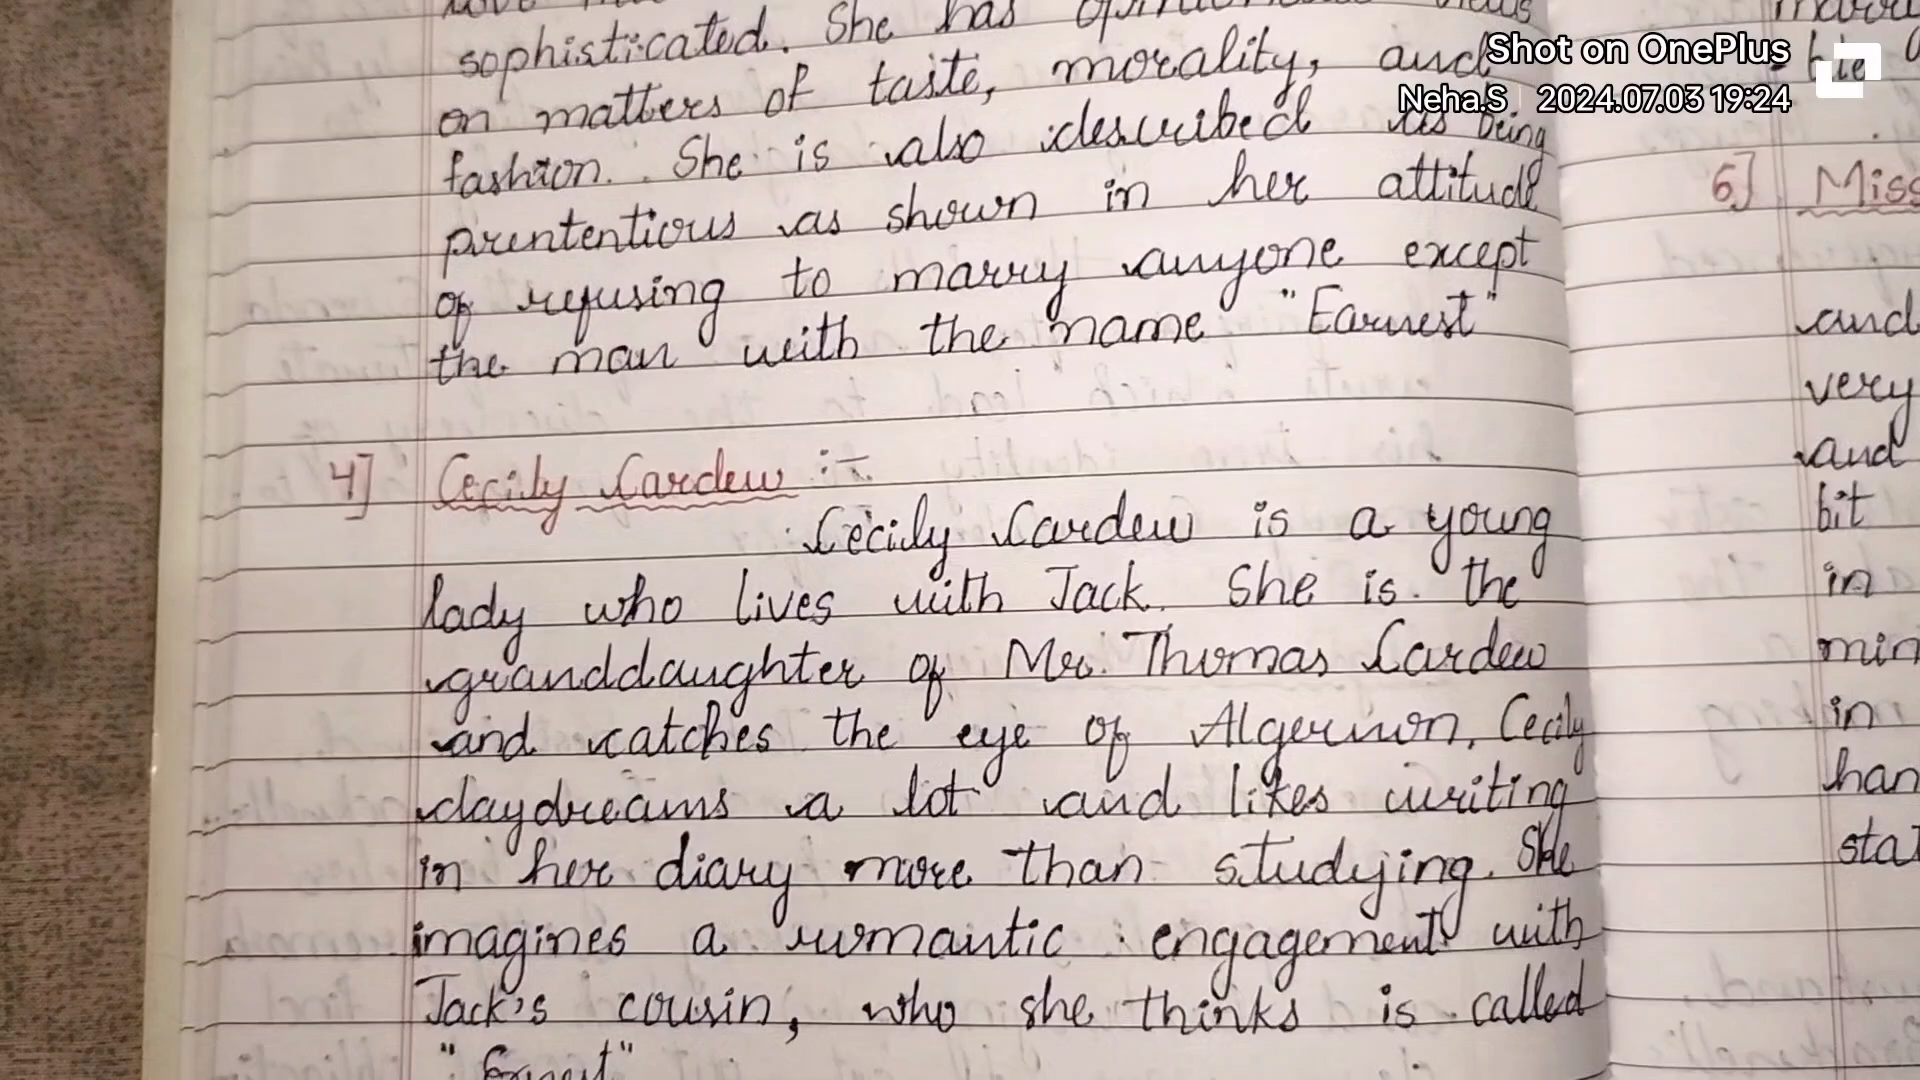 sophisticated. She has
on matters of taste, morality, and
fashion. She is also described as being
prententious as shown in her attitude
of refusing to marry anyone except
the man with the name "Earnest"
4] Cecily Cardew :-
Cecily Cardew is a young
lady who lives with Jack. She is the
granddaughter of Mr. Thomas Cardew
and catches the eye of Algernon. Cecily
daydreams a lot and likes writing
in her diary more than studying. She
imagines a romantic engagement with
Jack's cousin, who she thinks is called
Shot on OnePlus
Neha.S 2024.07.03 19:24
6] Miss
and
very
and
bit
in
min
in
han